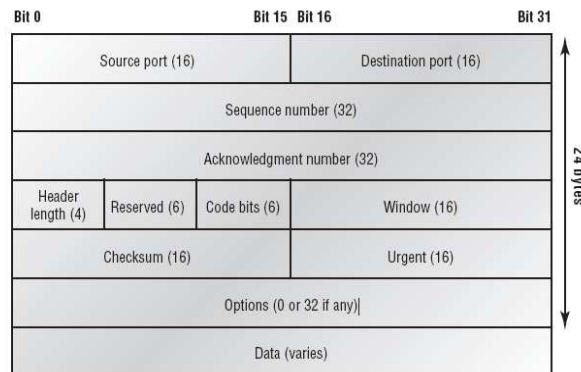 Bit 0 Bit 15 Bit 16 Bit 31
Source port (16) Destination port (16)
Sequence number (32)
Acknowledgment number (32)
Header
length (4) Reserved (6) Code bits (6) Window (16)
Checksum (16) Urgent (16)
Options (0 or 32 if any)|
Data (varies)
24 bytes